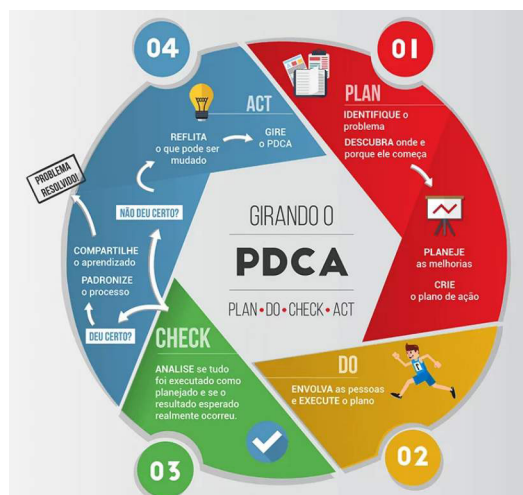 01
PLAN
IDENTIFIQUE o
problema
DESCUBRA onde e
porque ele começa
PLANEJE
as melhorias
CRIE
o plano de ação
02
DO
ENVOLVA as pessoas
e EXECUTE o plano
03
CHECK
ANALISE se tudo
foi executado como
planejado e se o
resultado esperado
realmente ocorreu.
DEU CERTO?
PADRONIZE
o processo
COMPARTILHE
o aprendizado
PROBLEMA
RESOLVIDO!
NÃO DEU CERTO?
04
ACT
REFLITA
o que pode ser
mudado
GIRE
o PDCA
GIRANDO O
PDCA
PLAN•DO•CHECK•ACT